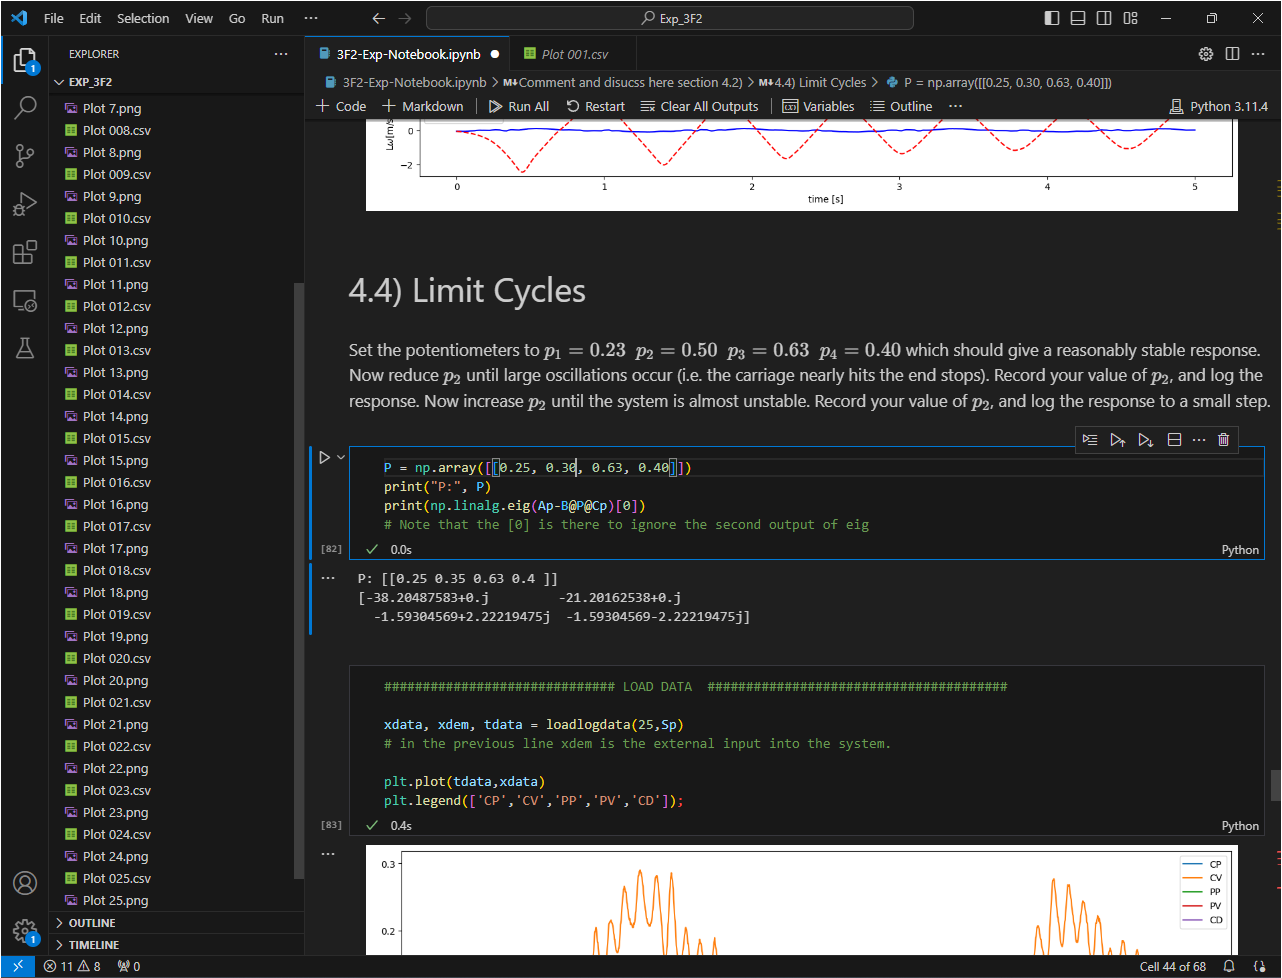 File Edit Selection View Go Run ···
Exp_3F2
EXPLORER
EXP_3F2
Plot 7.png
Plot 008.csv
Plot 8.png
Plot 009.csv
Plot 9.png
Plot 010.csv
Plot 10.png
Plot 011.csv
Plot 11.png
Plot 012.csv
Plot 12.png
Plot 013.csv
Plot 13.png
Plot 014.csv
Plot 14.png
Plot 015.csv
Plot 15.png
Plot 016.csv
Plot 16.png
Plot 017.csv
Plot 17.png
Plot 018.csv
Plot 18.png
Plot 019.csv
Plot 19.png
Plot 020.csv
Plot 20.png
Plot 021.csv
Plot 21.png
Plot 022.csv
Plot 22.png
Plot 023.csv
Plot 23.png
Plot 024.csv
Plot 24.png
Plot 025.csv
Plot 25.png
OUTLINE
TIMELINE
1
1
3F2-Exp-Notebook.ipynb
Plot 001.csv
3F2-Exp-Notebook.ipynb > M↓Comment and disucss here section 4.2) > M↓4.4) Limit Cycles > P = np.array([[0.25, 0.30, 0.63, 0.40]])
+ Code + Markdown Run All Restart Clear All Outputs Variables Outline ··· Python 3.11.4
Lω[m/s
0
−2
0 1 2 3 4 5
time [s]
4.4) Limit Cycles
Set the potentiometers to p₁ = 0.23 p₂ = 0.50 p₃ = 0.63 p₄ = 0.40 which should give a reasonably stable response.
Now reduce p₂ until large oscillations occur (i.e. the carriage nearly hits the end stops). Record your value of p₂, and log the
response. Now increase p₂ until the system is almost unstable. Record your value of p₂, and log the response to a small step.
P = np.array([[0.25, 0.30, 0.63, 0.40]])
print("P:", P)
print(np.linalg.eig(Ap-B@P@Cp)[0])
# Note that the [0] is there to ignore the second output of eig
[82] 0.0s Python
P: [[0.25 0.35 0.63 0.4 ]]
[-38.20487583+0.j -21.20162538+0.j
-1.59304569+2.22219475j -1.59304569-2.22219475j]
############################## LOAD DATA #######################################
xdata, xdem, tdata = loadlogdata(25,Sp)
# in the previous line xdem is the external input into the system.
plt.plot(tdata,xdata)
plt.legend(['CP','CV','PP','PV','CD']);
[83] 0.4s Python
0.3
0.2
CP
CV
PP
PV
CD
11 8 0
Cell 44 of 68